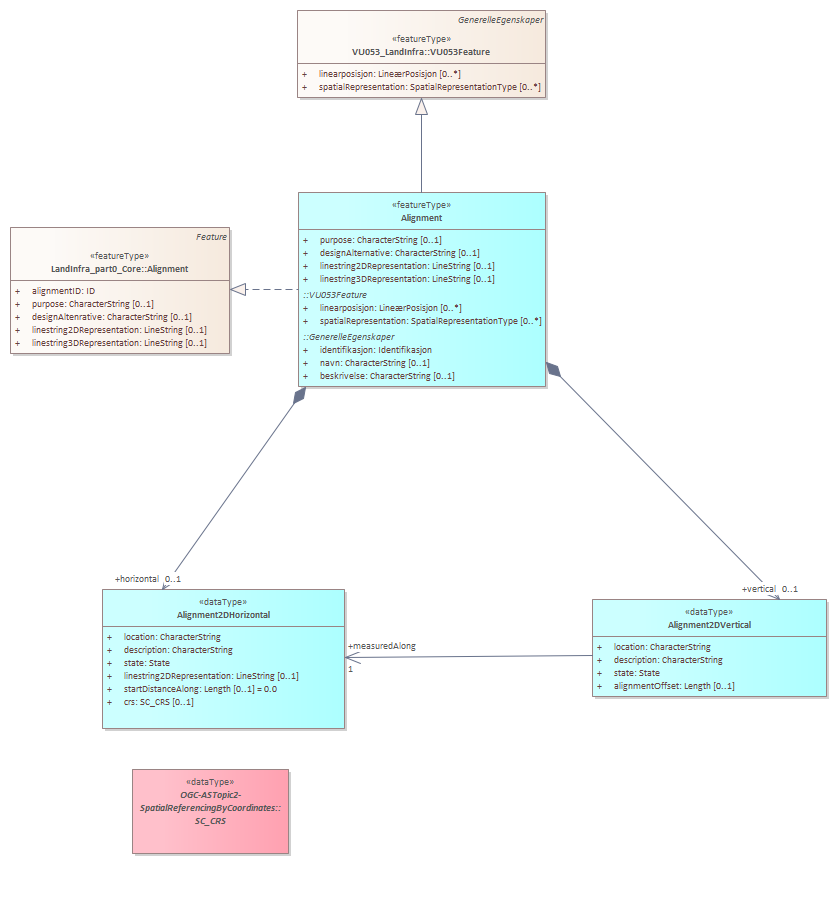 GenerelleEgenskaper
«featureType»
VU053_LandInfra::VU053Feature
+ linearposisjon: LineærPosisjon [0..*]
+ spatialRepresentation: SpatialRepresentationType [0..*]
«featureType»
Alignment
+ purpose: CharacterString [0..1]
+ designAlternative: CharacterString [0..1]
+ linestring2DRepresentation: LineString [0..1]
+ linestring3DRepresentation: LineString [0..1]
::VU053Feature
+ linearposisjon: LineærPosisjon [0..*]
+ spatialRepresentation: SpatialRepresentationType [0..*]
::GenerelleEgenskaper
+ identifikasjon: Identifikasjon
+ navn: CharacterString [0..1]
+ beskrivelse: CharacterString [0..1]
Feature
«featureType»
LandInfra_part0_Core::Alignment
+ alignmentID: ID
+ purpose: CharacterString [0..1]
+ designAltenrative: CharacterString [0..1]
+ linestring2DRepresentation: LineString [0..1]
+ linestring3DRepresentation: LineString [0..1]
+horizontal 0..1
+vertical 0..1
«dataType»
Alignment2DHorizontal
+ location: CharacterString
+ description: CharacterString
+ state: State
+ linestring2DRepresentation: LineString [0..1]
+ startDistanceAlong: Length [0..1] = 0.0
+ crs: SC_CRS [0..1]
+measuredAlong
1
«dataType»
Alignment2DVertical
+ location: CharacterString
+ description: CharacterString
+ state: State
+ alignmentOffset: Length [0..1]
«dataType»
OGC-ASTopic2-
SpatialReferencingByCoordinates::
SC_CRS